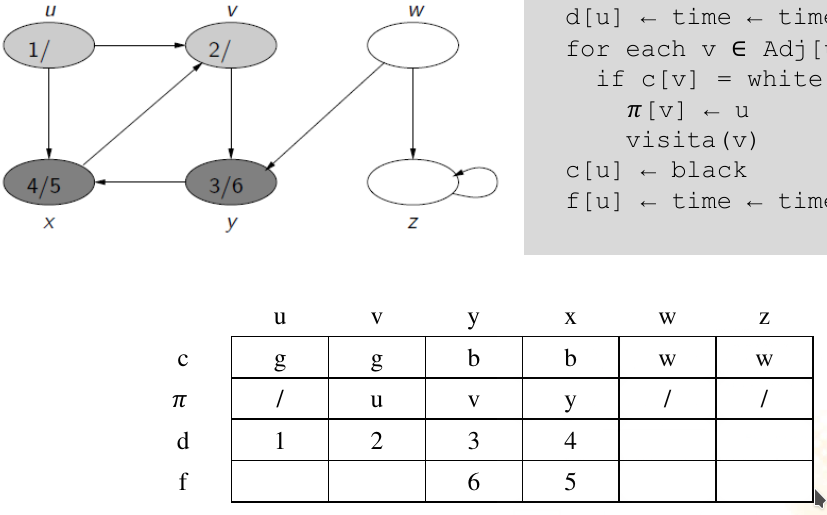 u v w
1/ 2/
4/5 3/6
x y z
d[u] ← time ← time
for each v ∈ Adj[
if c[v] = white
π[v] ← u
visita(v)
c[u] ← black
f[u] ← time ← time
u v y x w z
c g g b b w w
π / u v y / /
d 1 2 3 4
f 6 5